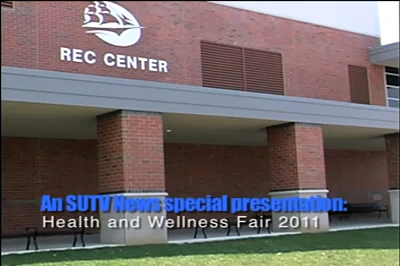 REC CENTER
An SUTV News special presentation:
Health and Wellness Fair 2011